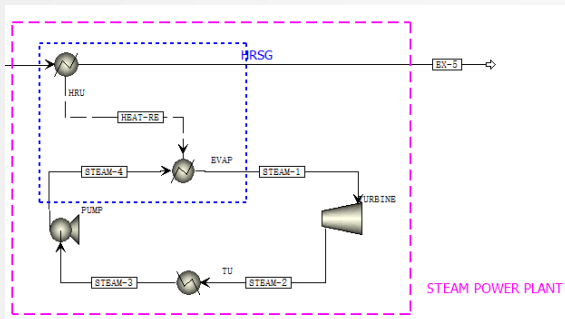 HRSG
EX-5
HRU
HEAT-RE
EVAP
STEAM-4
STEAM-1
PUMP
URBINE
TU
STEAM-3
STEAM-2
STEAM POWER PLANT